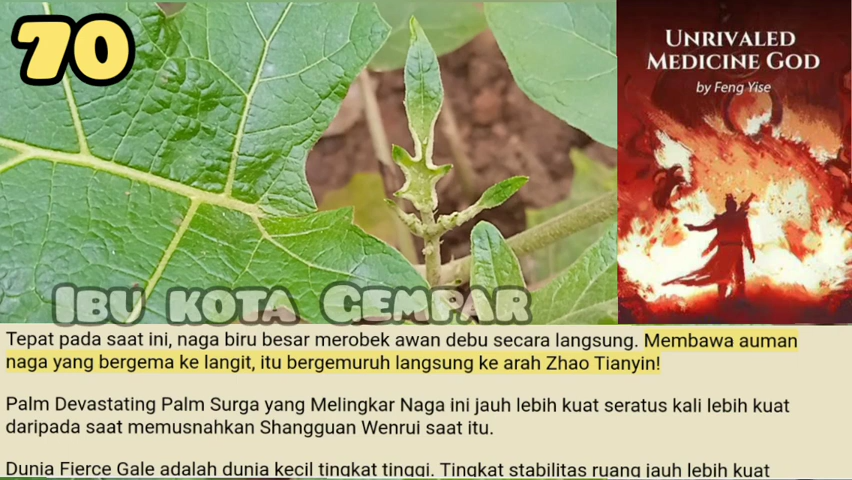 70
UNRIVALED
MEDICINE GOD
by Feng Yise
IBU KOTA GEMPAR
Tepat pada saat ini, naga biru besar merobek awan debu secara langsung. Membawa auman
naga yang bergema ke langit, itu bergemuruh langsung ke arah Zhao Tianyin!
Palm Devastating Palm Surga yang Melingkar Naga ini jauh lebih kuat seratus kali lebih kuat
daripada saat memusnahkan Shangguan Wenrui saat itu.
Dunia Fierce Gale adalah dunia kecil tingkat tinggi. Tingkat stabilitas ruang jauh lebih kuat